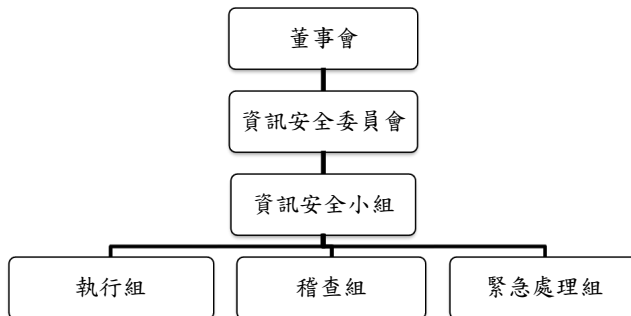 董事會
資訊安全委員會
資訊安全小組
執行組
稽查組
緊急處理組